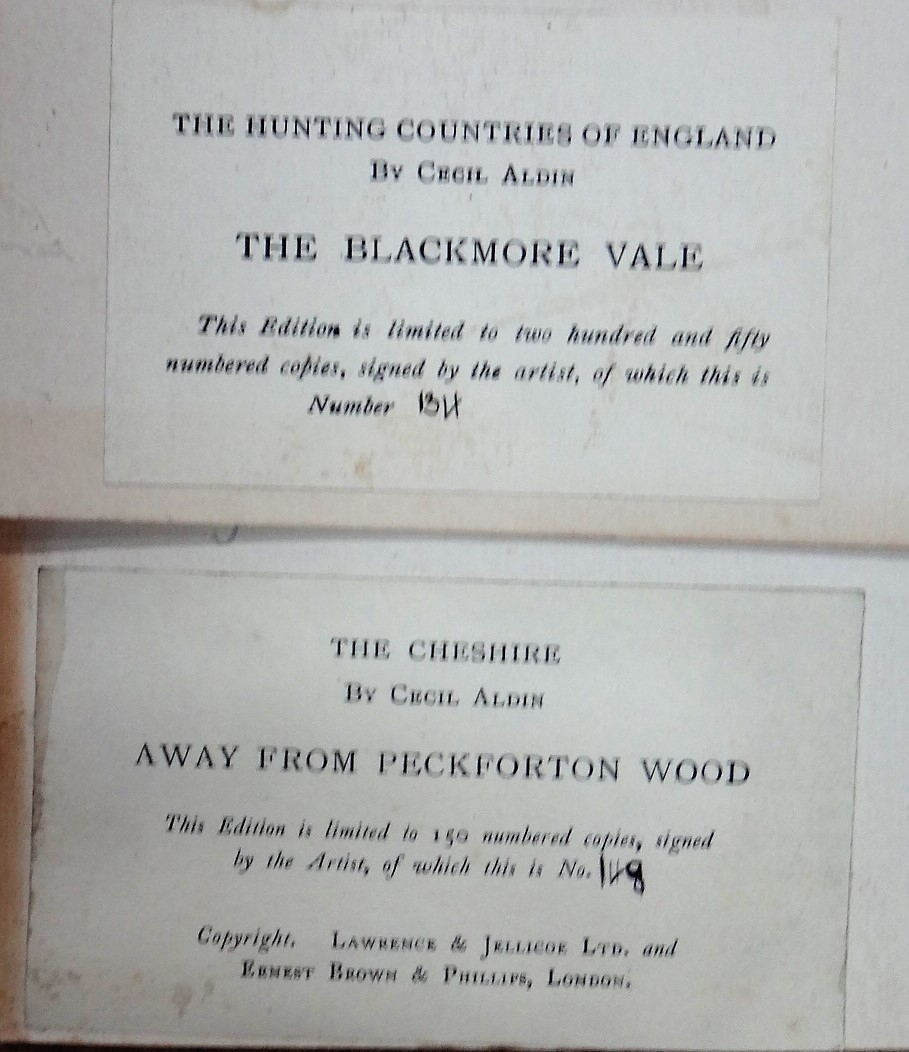 THE HUNTING COUNTRIES OF ENGLAND
BY CECIL ALDIN
THE BLACKMORE VALE
This Edition is limited to two hundred and fifty
numbered copies, signed by the artist, of which this is
Number
THE CHESHIRE
BY CECIL ALDIN
AWAY FROM PECKFORTON WOOD
This Edition is limited to 150 numbered copies, signed
by the Artist, of which this is No. 149
Copyright. LAWRENCE & JELLICOE LTD. and
ERNEST BROWN & PHILLIPS, LONDON.